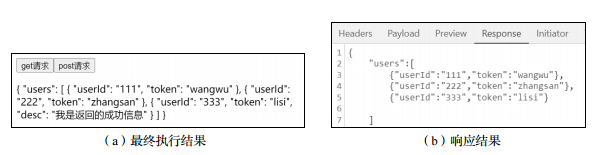 get请求 post请求
{ "users": [ { "userId": "111", "token": "wangwu" }, { "userId":
"222", "token": "zhangsan" }, { "userId": "333", "token": "lisi",
"desc": "我是返回的成功信息" } ] }
(a)最终执行结果
Headers Payload Preview Response Initiator
1 {
2 "users":[
3 {"userId":"111","token":"wangwu"},
4 {"userId":"222","token":"zhangsan"},
5 {"userId":"333","token":"lisi"}
6
7 ]
(b)响应结果